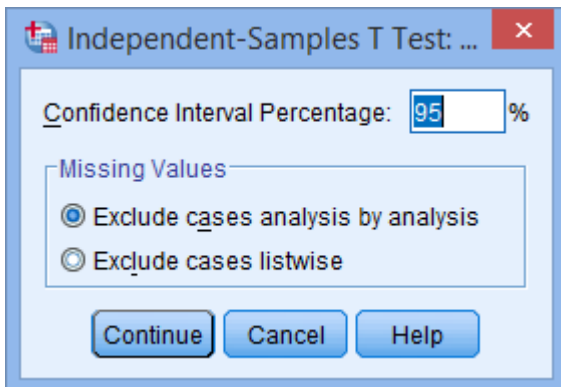 Independent-Samples T Test: ...
Confidence Interval Percentage: 95 %
Missing Values
Exclude cases analysis by analysis
Exclude cases listwise
Continue Cancel Help